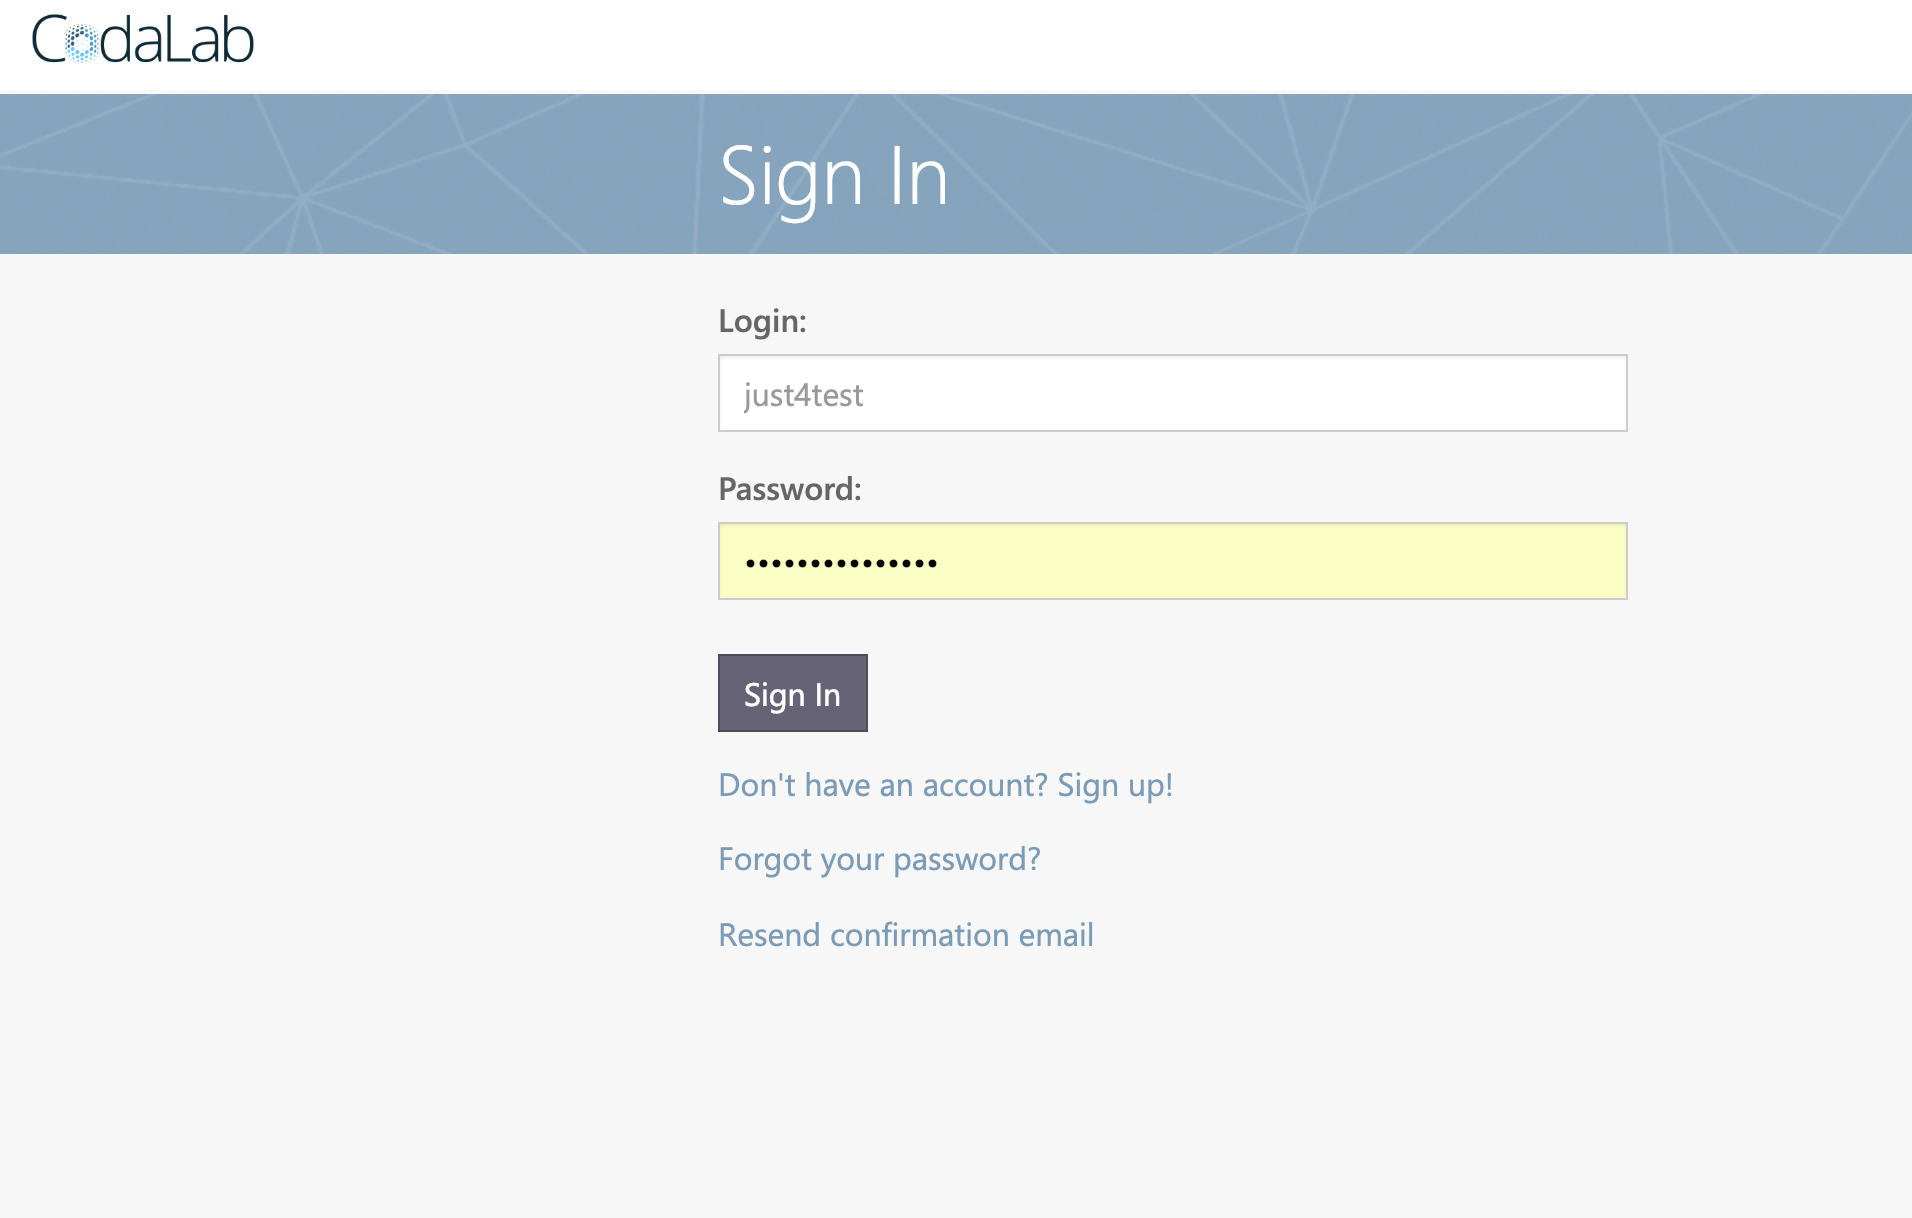 CodaLab
Sign In
Login:
just4test
Password:
•••••••••••••••
Sign In
Don't have an account? Sign up!
Forgot your password?
Resend confirmation email